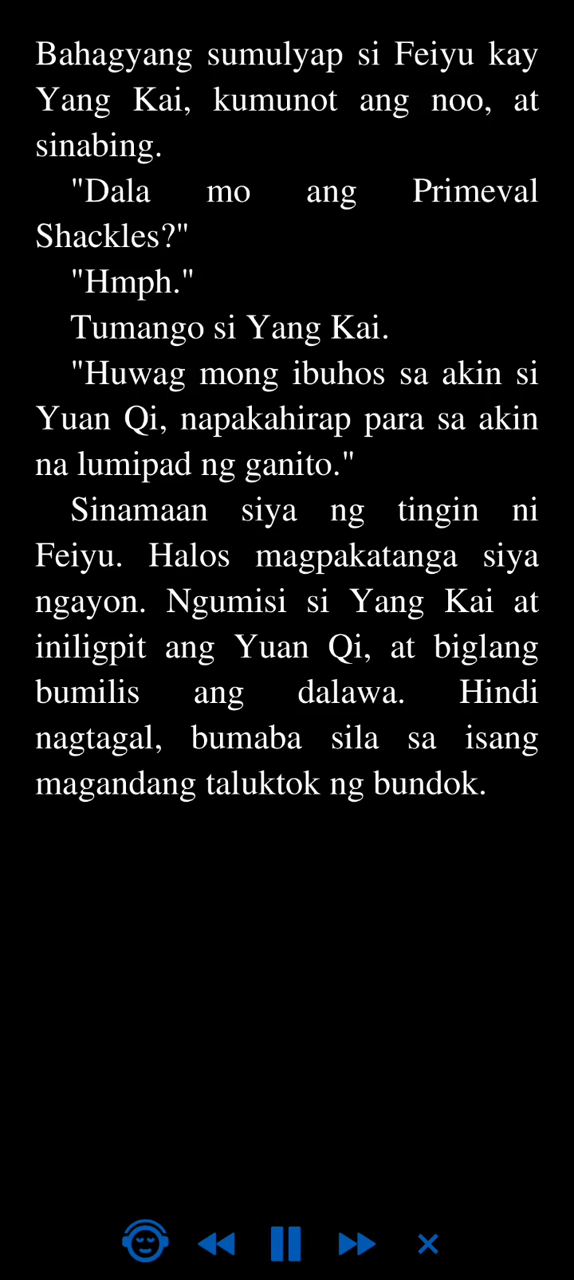 Bahagyang sumulyap si Feiyu kay
Yang Kai, kumunot ang noo, at
sinabing.
"Dala mo ang Primeval
Shackles?"
"Hmph."
Tumango si Yang Kai.
"Huwag mong ibuhos sa akin si
Yuan Qi, napakahirap para sa akin
na lumipad ng ganito."
Sinamaan siya ng tingin ni
Feiyu. Halos magpakatanga siya
ngayon. Ngumisi si Yang Kai at
iniligpit ang Yuan Qi, at biglang
bumilis ang dalawa. Hindi
nagtagal, bumaba sila sa isang
magandang taluktok ng bundok.